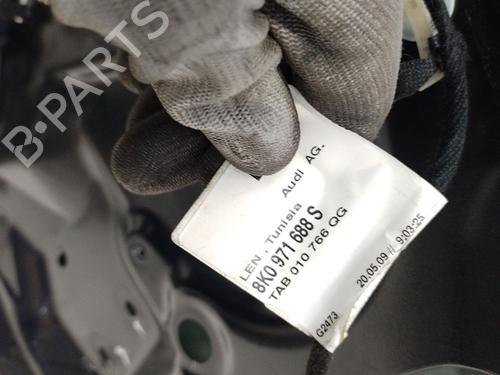 B-PARTS
Audi AG.
LEN, Tunisia
8K0 971 688 S
TAB 010 766 QG
20.05.09 // 9:03:25
G2473